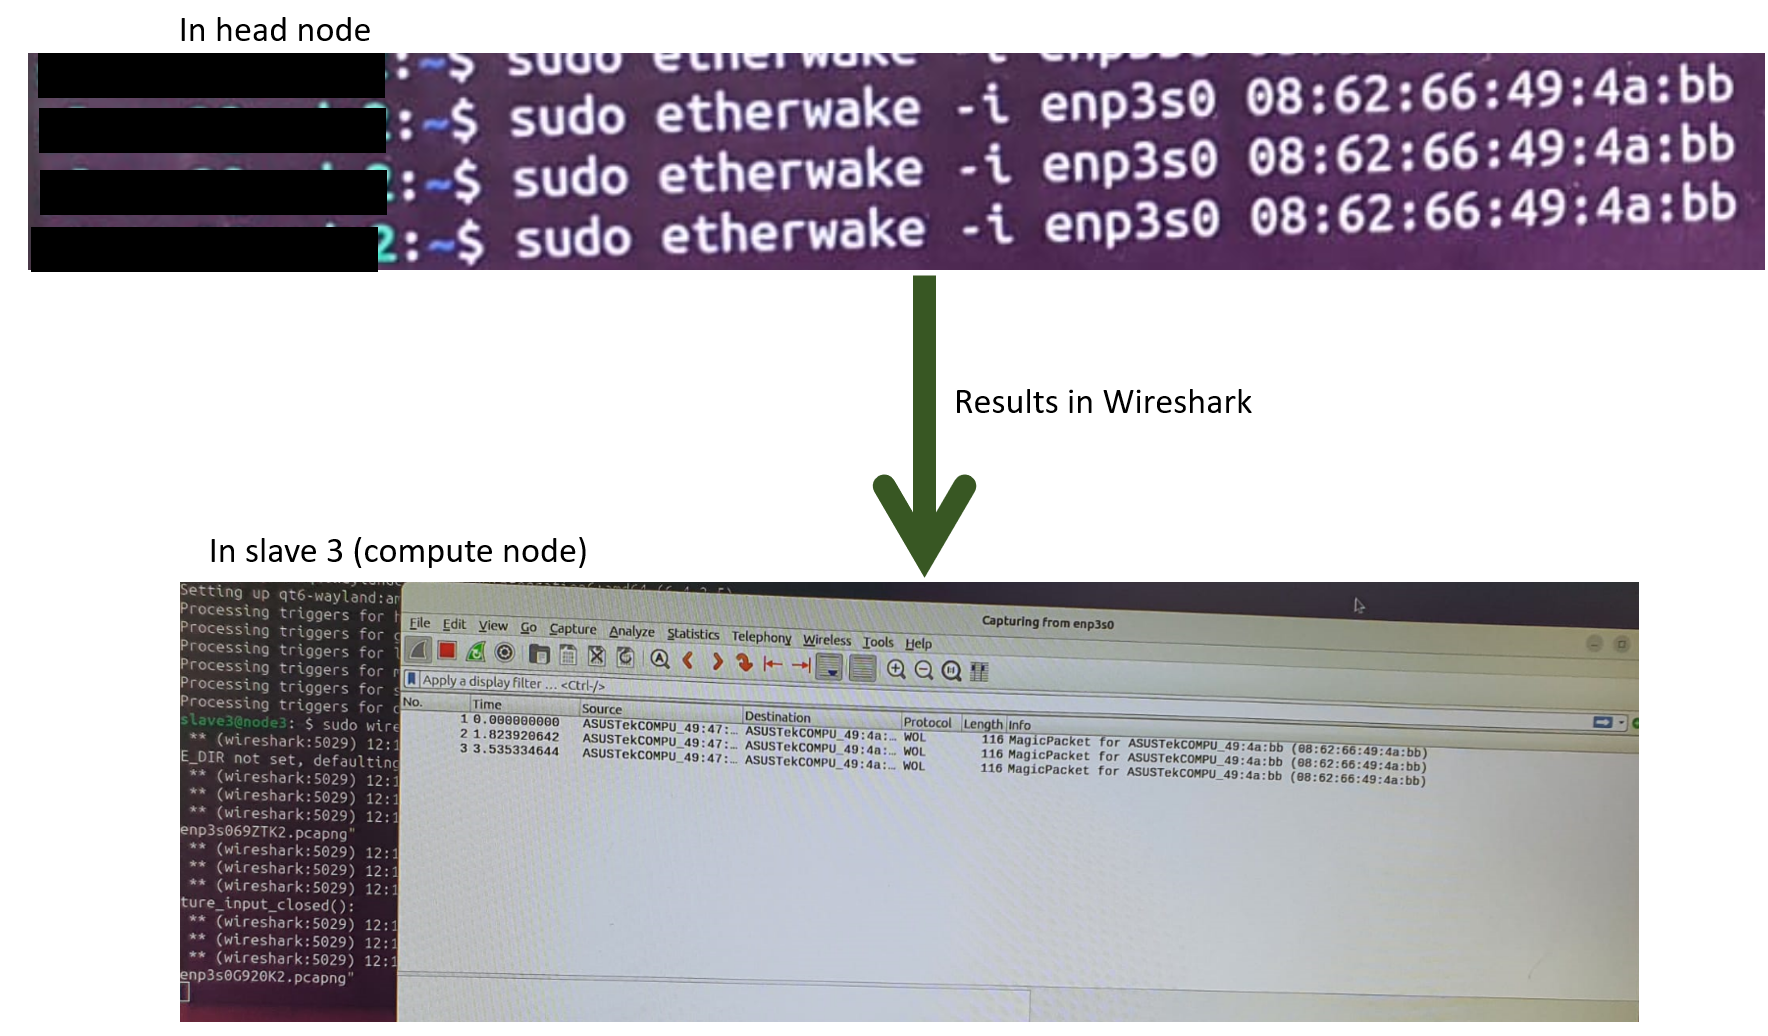 In head node
:~$ sudo etherwake -i
:~$ sudo etherwake -i enp3s0 08:62:66:49:4a:bb
:~$ sudo etherwake -i enp3s0 08:62:66:49:4a:bb
2:~$ sudo etherwake -i enp3s0 08:62:66:49:4a:bb
Results in Wireshark
In slave 3 (compute node)
Setting up qt6-wayland:am
Processing triggers for
Processing triggers for
Processing triggers for
Processing triggers for
Processing triggers for
Processing triggers for
slave3@node3: $ sudo wire
** (wireshark:5029) 12:1
E_DIR not set, defaulting
** (wireshark:5029) 12:1
** (wireshark:5029) 12:1
** (wireshark:5029) 12:1
enp3s069ZTK2.pcapng"
** (wireshark:5029) 12:1
** (wireshark:5029) 12:1
** (wireshark:5029) 12:1
ture_input_closed():
** (wireshark:5029) 12:1
** (wireshark:5029) 12:1
** (wireshark:5029) 12:1
enp3s0G920K2.pcapng"
Capturing from enp3s0
File Edit View Go Capture Analyze Statistics Telephony Wireless Tools Help
Apply a display filter ... <Ctrl-/>
No. Time Source Destination Protocol Length Info
1 0.000000000 ASUSTekCOMPU_49:47:… ASUSTekCOMPU_49:4a:… WOL 116 MagicPacket for ASUSTekCOMPU_49:4a:bb (08:62:66:49:4a:bb)
2 1.823920642 ASUSTekCOMPU_49:47:… ASUSTekCOMPU_49:4a:… WOL 116 MagicPacket for ASUSTekCOMPU_49:4a:bb (08:62:66:49:4a:bb)
3 3.535334644 ASUSTekCOMPU_49:47:… ASUSTekCOMPU_49:4a:… WOL 116 MagicPacket for ASUSTekCOMPU_49:4a:bb (08:62:66:49:4a:bb)